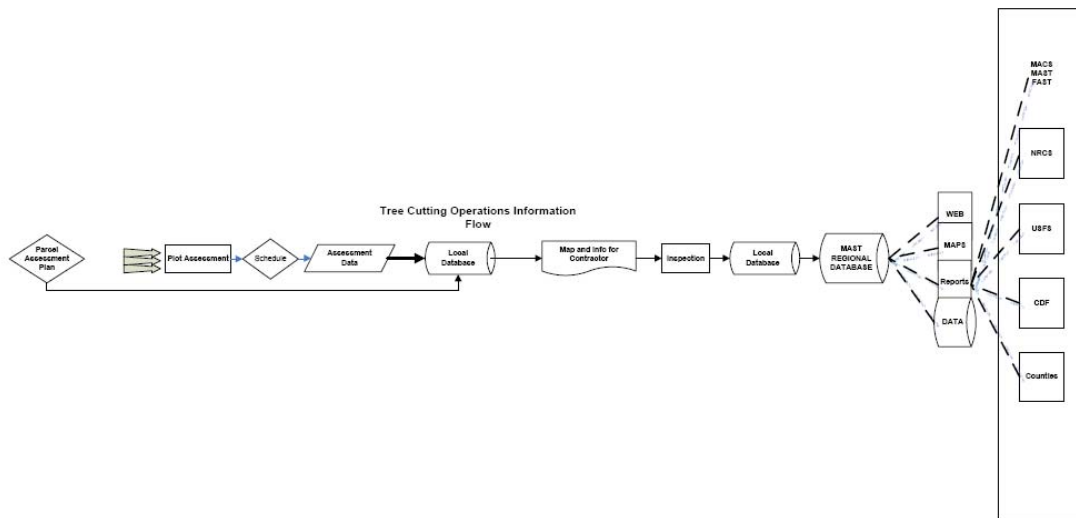 Tree Cutting Operations Information
Flow
Parcel
Assessment
Plan
Plot Assessment
Schedule
Assessment
Data
Local
Database
Map and Info for
Contractor
Inspection
Local
Database
MAST
REGIONAL
DATABASE
WEB
MAPS
Reports
DATA
MACS
MAST
FAST
NRCS
USFS
CDF
Counties